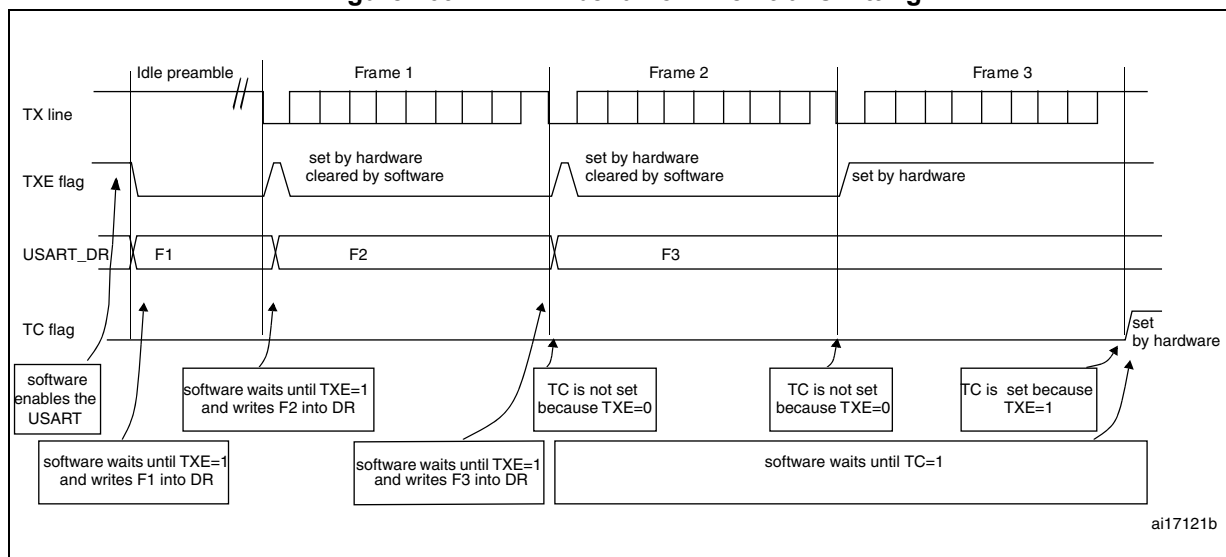 Idle preamble
Frame 1
Frame 2
Frame 3
TX line
TXE flag
set by hardware
cleared by software
set by hardware
cleared by software
set by hardware
USART_DR
F1
F2
F3
TC flag
set
by hardware
software
enables the
USART
software waits until TXE=1
and writes F2 into DR
TC is not set
because TXE=0
TC is not set
because TXE=0
TC is set because
TXE=1
software waits until TXE=1
and writes F1 into DR
software waits until TXE=1
and writes F3 into DR
software waits until TC=1
ai17121b